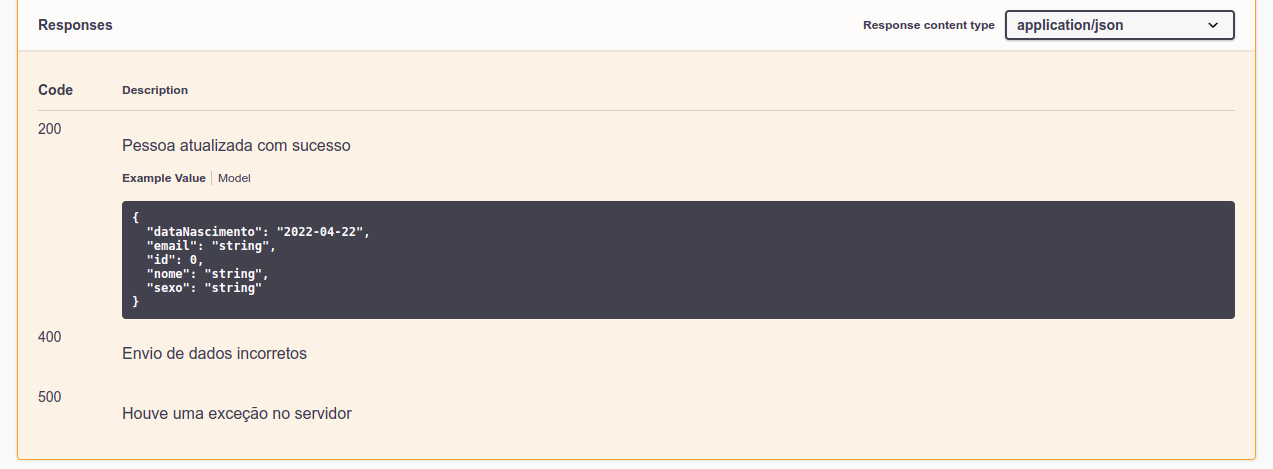 Responses
Response content type
application/json
Code
Description
200
Pessoa atualizada com sucesso
Example Value
Model
{
  "dataNascimento": "2022-04-22",
  "email": "string",
  "id": 0,
  "nome": "string",
  "sexo": "string"
}
400
Envio de dados incorretos
500
Houve uma exceção no servidor